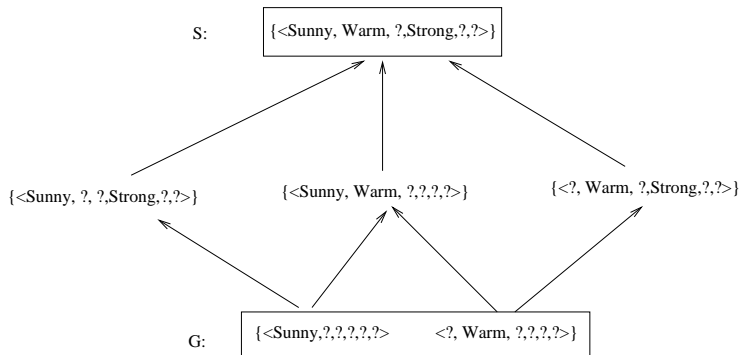 S: {<Sunny, Warm, ?,Strong,?,?>}
{<Sunny, ?, ?,Strong,?,?>} {<Sunny, Warm, ?,?,?,?>} {<?, Warm, ?,Strong,?,?>}
G: {<Sunny,?,?,?,?,?> <?, Warm, ?,?,?,?>}